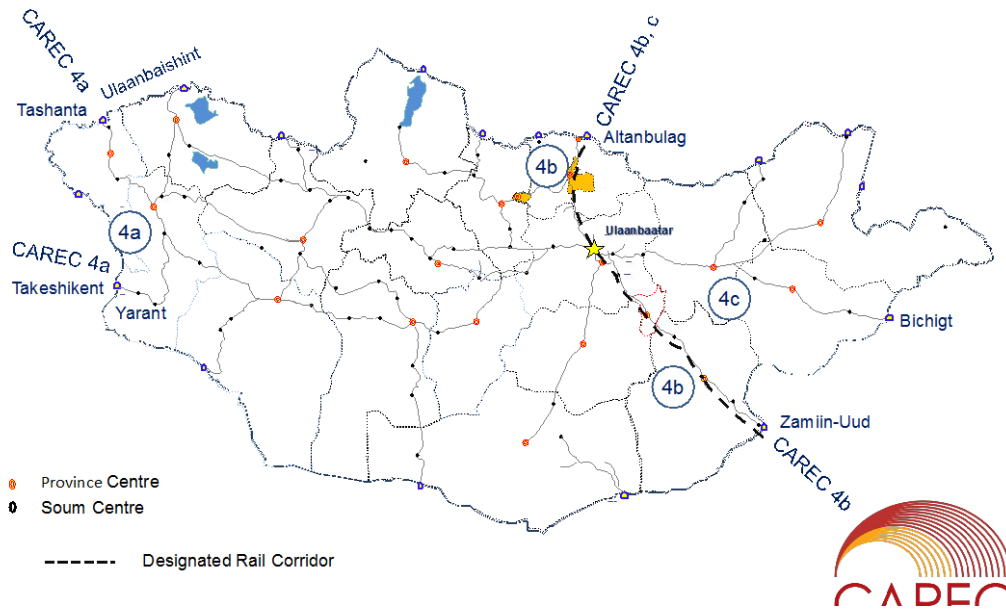 CAREC 4a
Ulaanbaishint
Tashanta
CAREC 4b, c
Altanbulag
4b
Ulaanbaatar
4a
CAREC 4a
Takeshikent
Yarant
4c
Bichigt
4b
Zamiin-Uud
CAREC 4b
Province Centre
Soum Centre
Designated Rail Corridor
CAREC